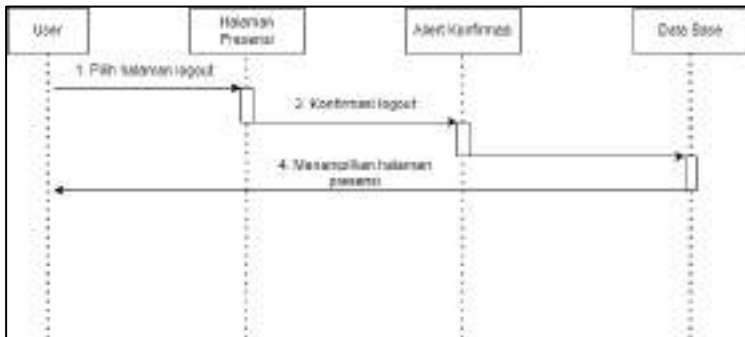 User
Halaman
Presensi
Alert Konfirmasi
Data Base
1. Pilih halaman logout
2. Konfirmasi logout
4. Menampilkan halaman
presensi